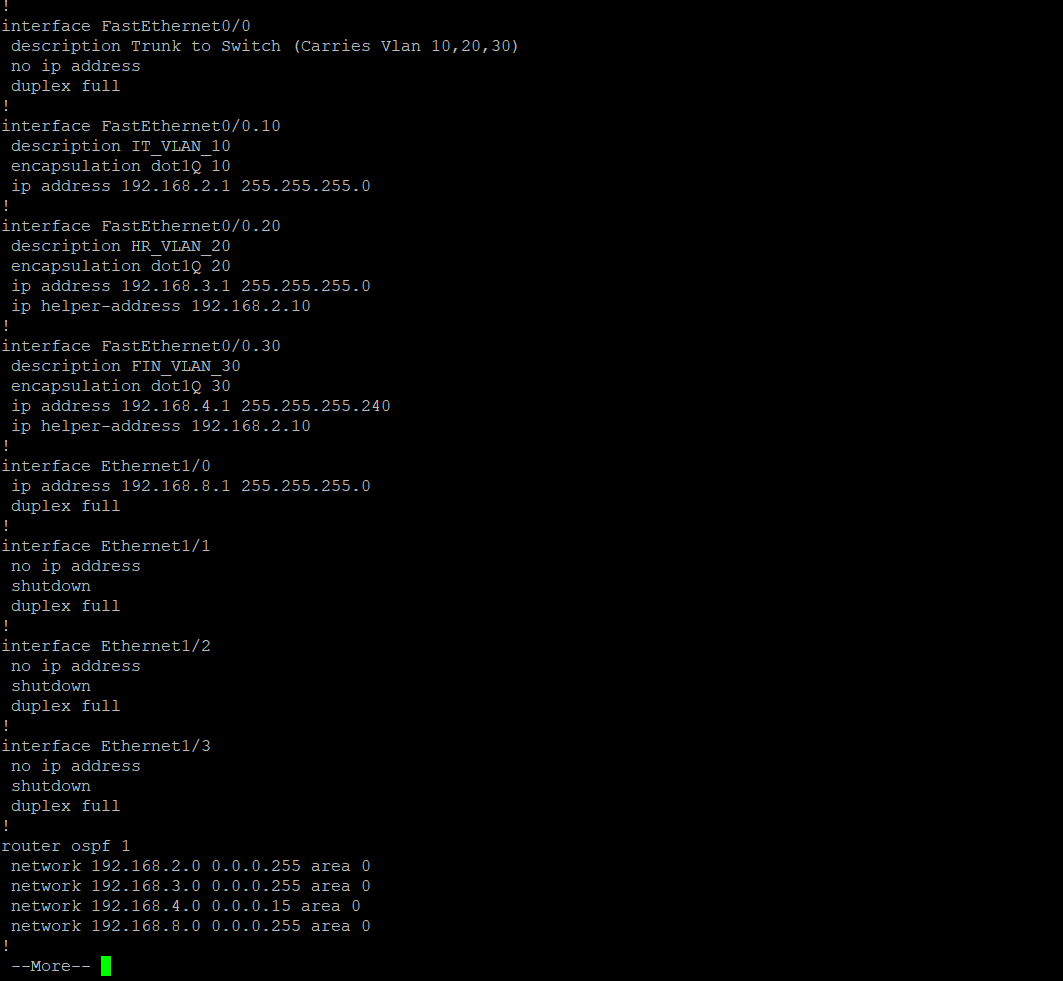 !
interface FastEthernet0/0
 description Trunk to Switch (Carries Vlan 10,20,30)
 no ip address
 duplex full
!
interface FastEthernet0/0.10
 description IT_VLAN_10
 encapsulation dot1Q 10
 ip address 192.168.2.1 255.255.255.0
!
interface FastEthernet0/0.20
 description HR_VLAN_20
 encapsulation dot1Q 20
 ip address 192.168.3.1 255.255.255.0
 ip helper-address 192.168.2.10
!
interface FastEthernet0/0.30
 description FIN_VLAN_30
 encapsulation dot1Q 30
 ip address 192.168.4.1 255.255.255.240
 ip helper-address 192.168.2.10
!
interface Ethernet1/0
 ip address 192.168.8.1 255.255.255.0
 duplex full
!
interface Ethernet1/1
 no ip address
 shutdown
 duplex full
!
interface Ethernet1/2
 no ip address
 shutdown
 duplex full
!
interface Ethernet1/3
 no ip address
 shutdown
 duplex full
!
router ospf 1
 network 192.168.2.0 0.0.0.255 area 0
 network 192.168.3.0 0.0.0.255 area 0
 network 192.168.4.0 0.0.0.15 area 0
 network 192.168.8.0 0.0.0.255 area 0
!
 --More--